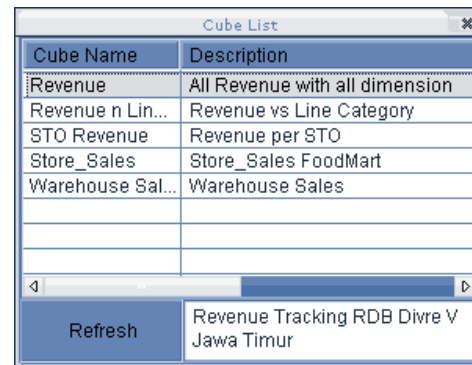 Cube List
Cube Name Description
Revenue All Revenue with all dimension
Revenue n Lin... Revenue vs Line Category
STO Revenue Revenue per STO
Store_Sales Store_Sales FoodMart
Warehouse Sal... Warehouse Sales
Refresh Revenue Tracking RDB Divre V
Jawa Timur